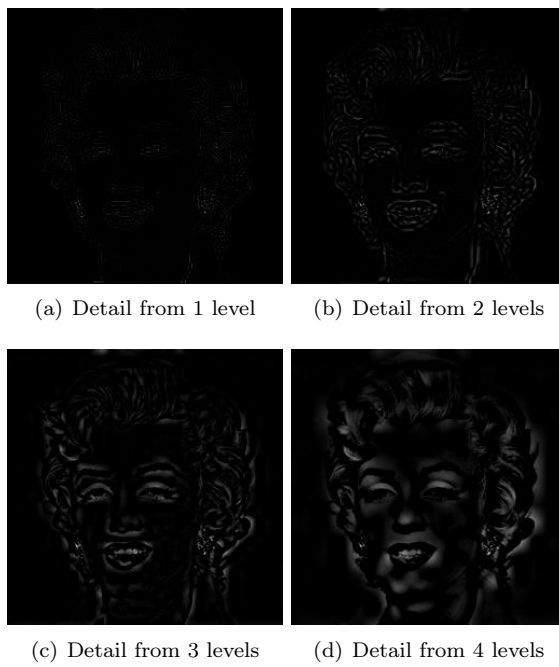 (a) Detail from 1 level
(b) Detail from 2 levels
(c) Detail from 3 levels
(d) Detail from 4 levels